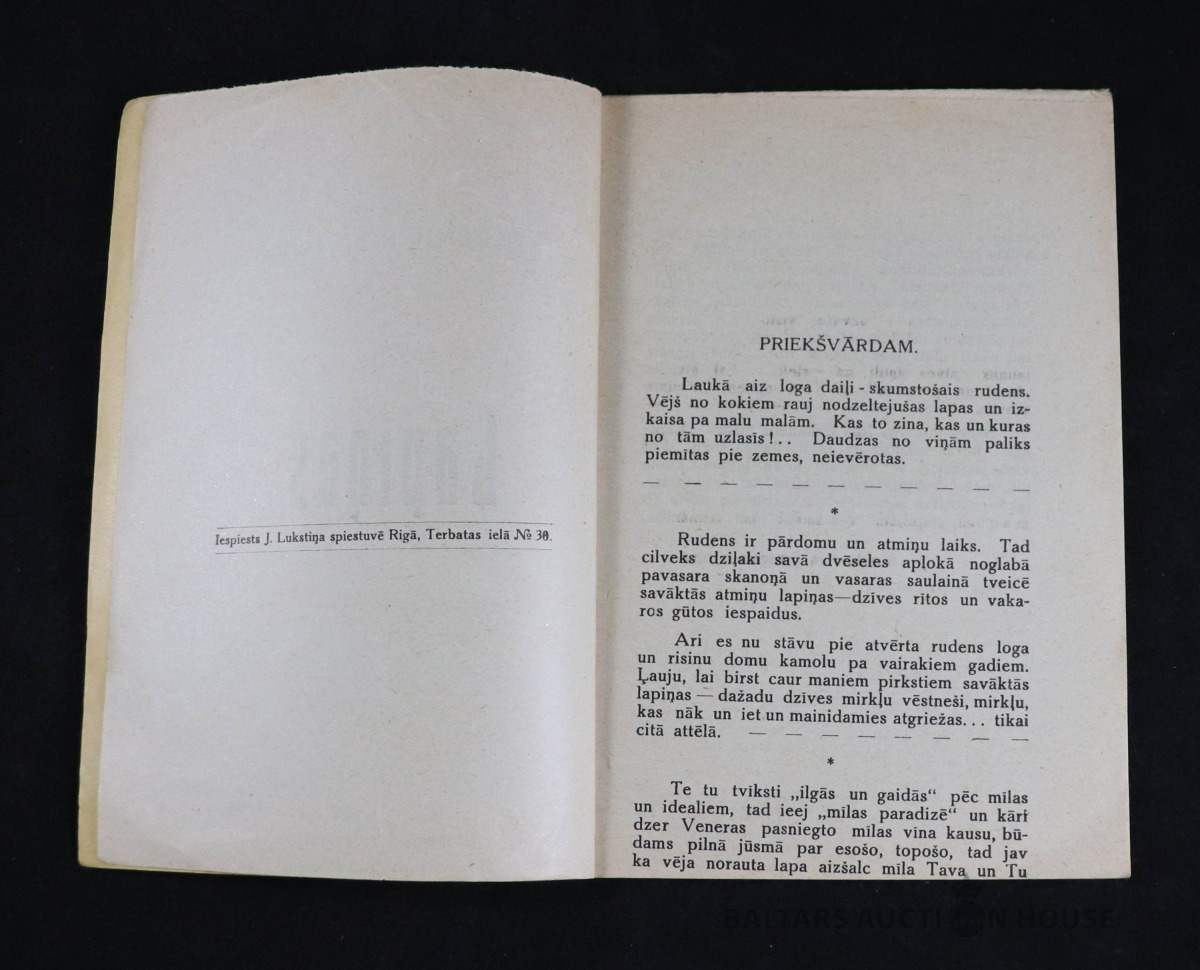 Iespiests J. Lukstiņa spiestuvē Rigā, Terbatas ielā № 30.
PRIEKŠVĀRDAM.
Laukā aiz loga daiļi - skumstošais rudens.
Vējš no kokiem rauj nodzeltejušas lapas un iz-
kaisa pa malu malām. Kas to zina, kas un kuras
no tām uzlasīs!.. Daudzas no viņām paliks
piemītas pie zemes, neievērotas.
— — — — — — — — — —
*
Rudens ir pārdomu un atmiņu laiks. Tad
cilveks dziļaki savā dvēseles aplokā noglabā
pavasara skanoņā un vasaras saulainā tveicē
savāktās atmiņu lapiņas—dzīves rītos un vaka-
ros gūtos iespaidus.
Ari es nu stāvu pie atvērta rudens loga
un risinu domu kamolu pa vairakiem gadiem.
Ļauju, lai birst caur maniem pirkstiem savāktās
lapiņas — dažadu dzīves mirkļu vēstneši, mirkļu,
kas nāk un iet un mainidamies atgriežas... tikai
citā attēlā. — — — — — — — —
*
Te tu tvīksti „ilgās un gaidās“ pēc mīlas
un idealiem, tad ieej „mīlas paradizē“ un kāri
dzer Veneras pasniegto mīlas vīna kausu, bū-
dams pilnā jūsmā par esošo, topošo, tad jav
ka vēja norauta lapa aizšalc mīla Tava un Tu
BALTARS AUCTION HOUSE